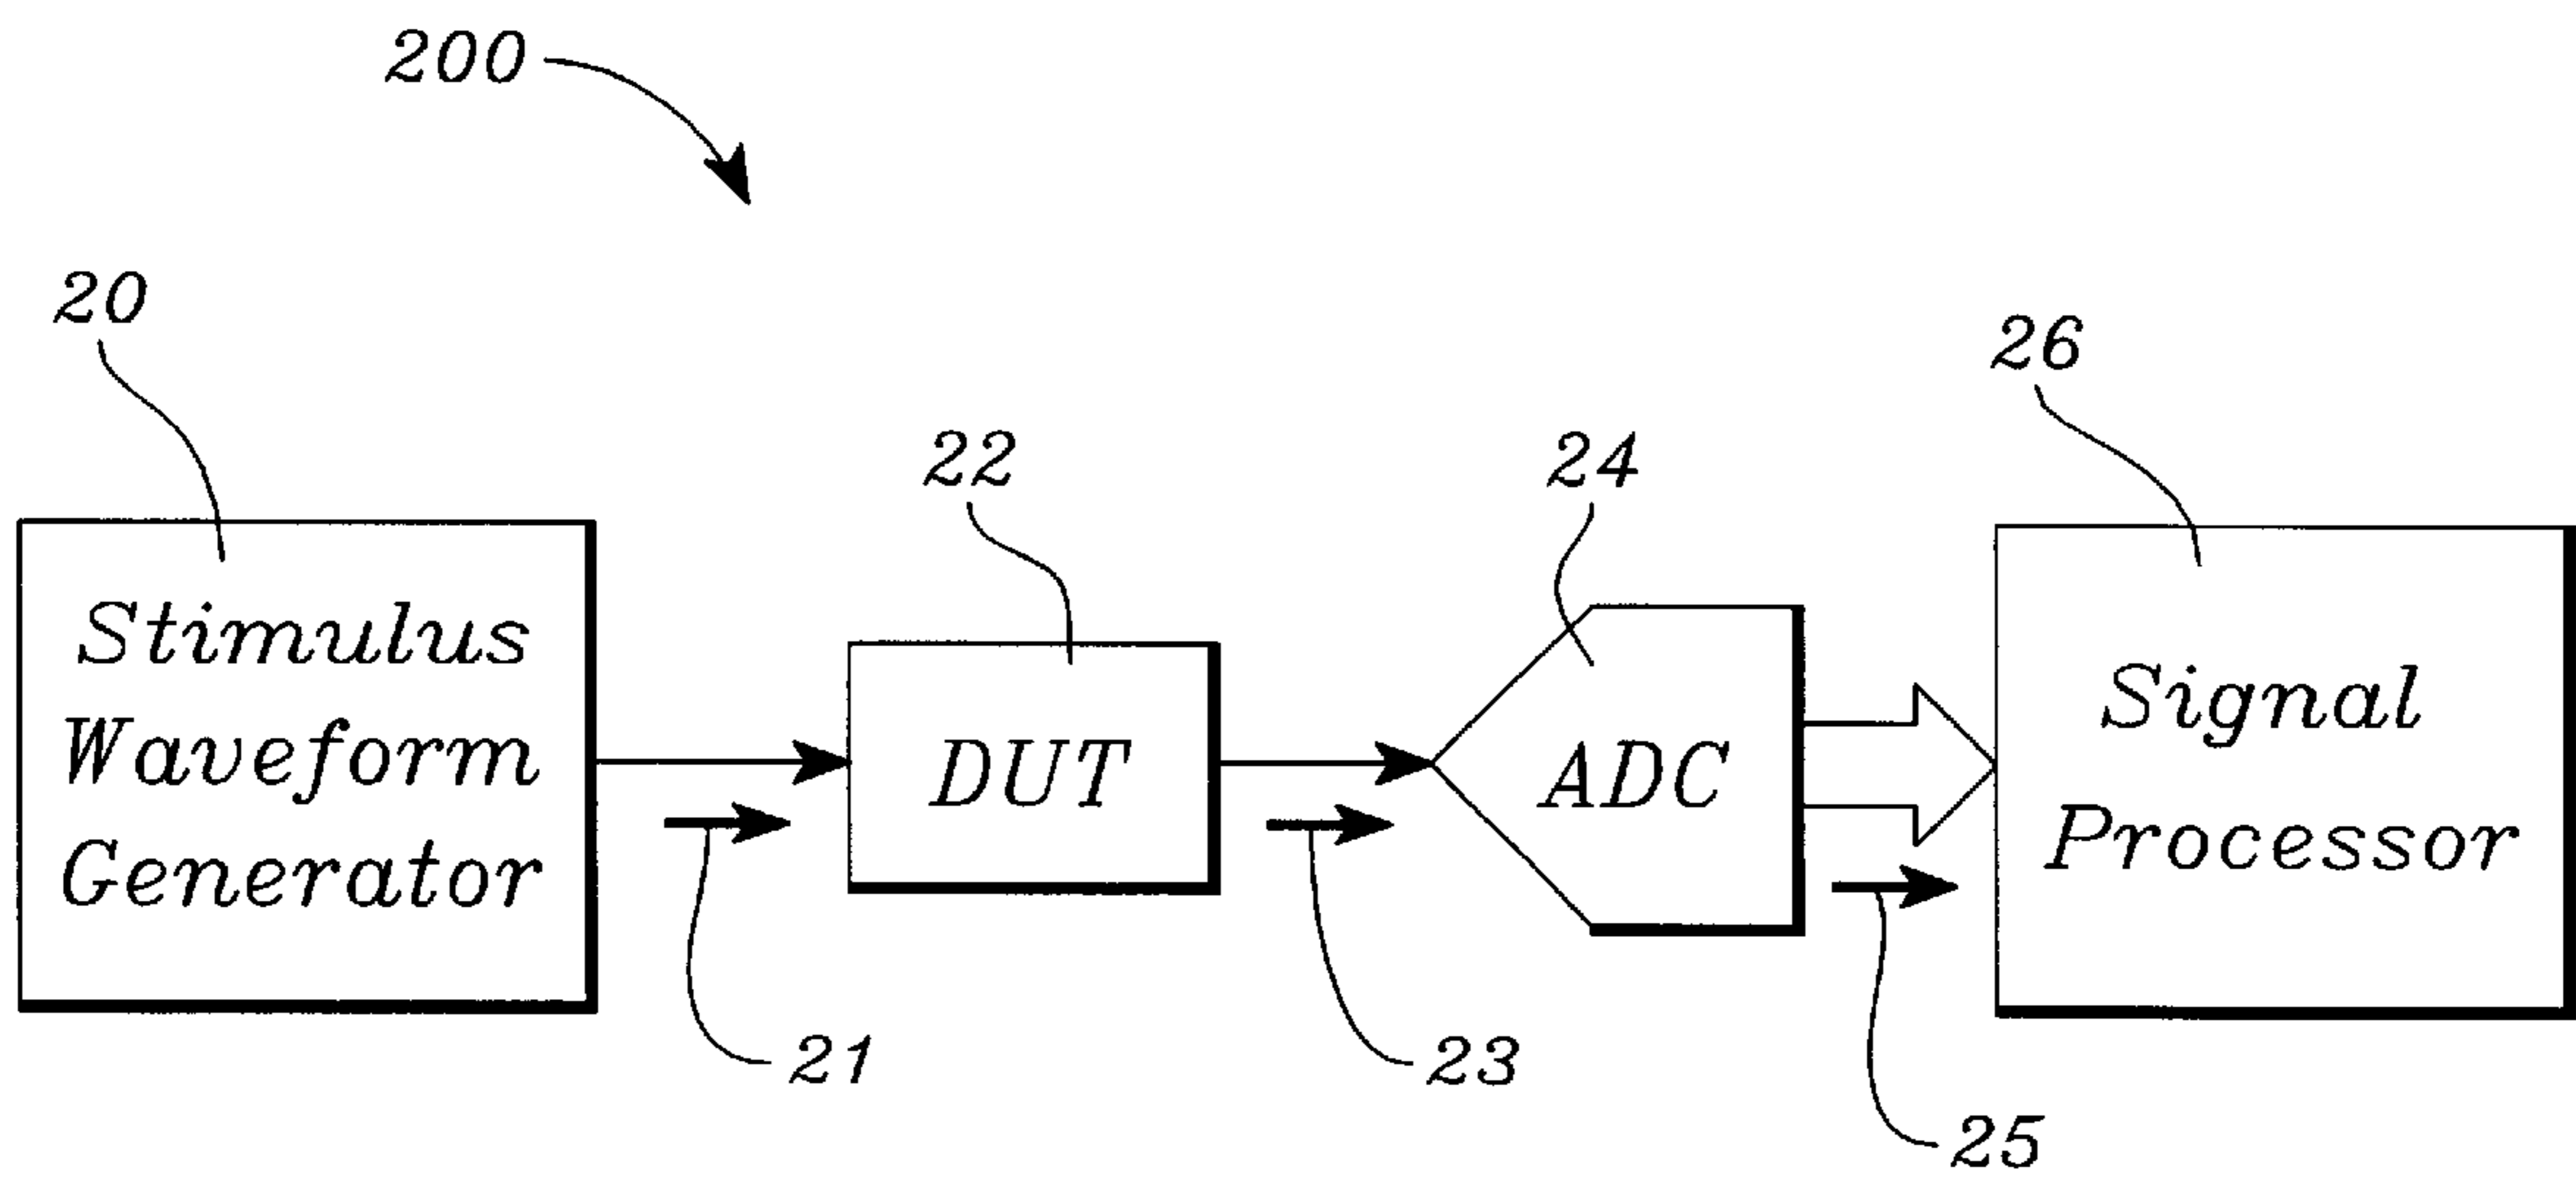 200
20
26
22
24
Stimulus
Waveform
Generator
DUT
ADC
Signal
Processor
21
23
25